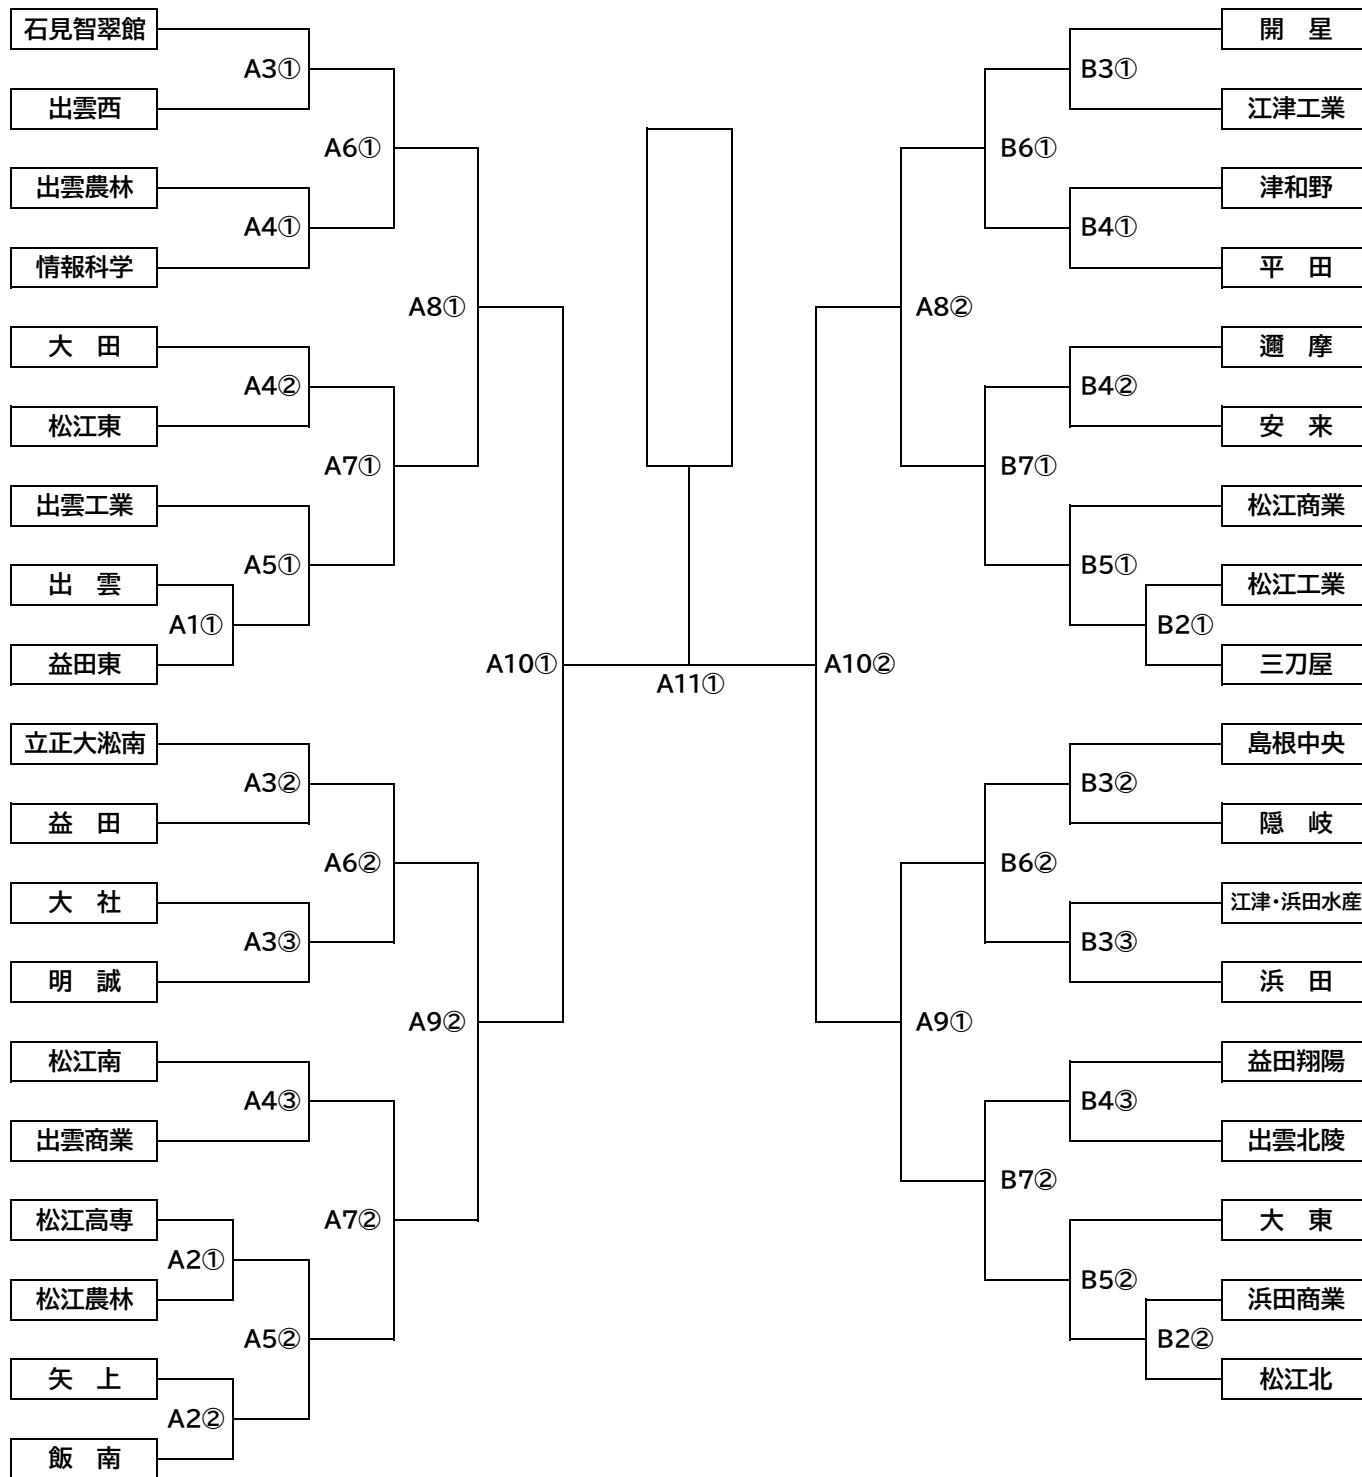 石見智翠館
A3①
出雲西
A6①
出雲農林
A4①
情報科学
A8①
大　田
A4②
松江東
A7①
出雲工業
A5①
出　雲
A1①
益田東
A10①
立正大淞南
A3②
益　田
A6②
大　社
A3③
明　誠
A9②
松江南
A4③
出雲商業
A7②
松江高専
A2①
松江農林
A5②
矢　上
A2②
飯　南
A11①
開　星
B3①
江津工業
B6①
津和野
B4①
平　田
A8②
邇　摩
B4②
安　来
B7①
松江商業
B5①
松江工業
B2①
三刀屋
A10②
島根中央
B3②
隠　岐
B6②
江津・浜田水産
B3③
浜　田
A9①
益田翔陽
B4③
出雲北陵
B7②
大　東
B5②
浜田商業
B2②
松江北